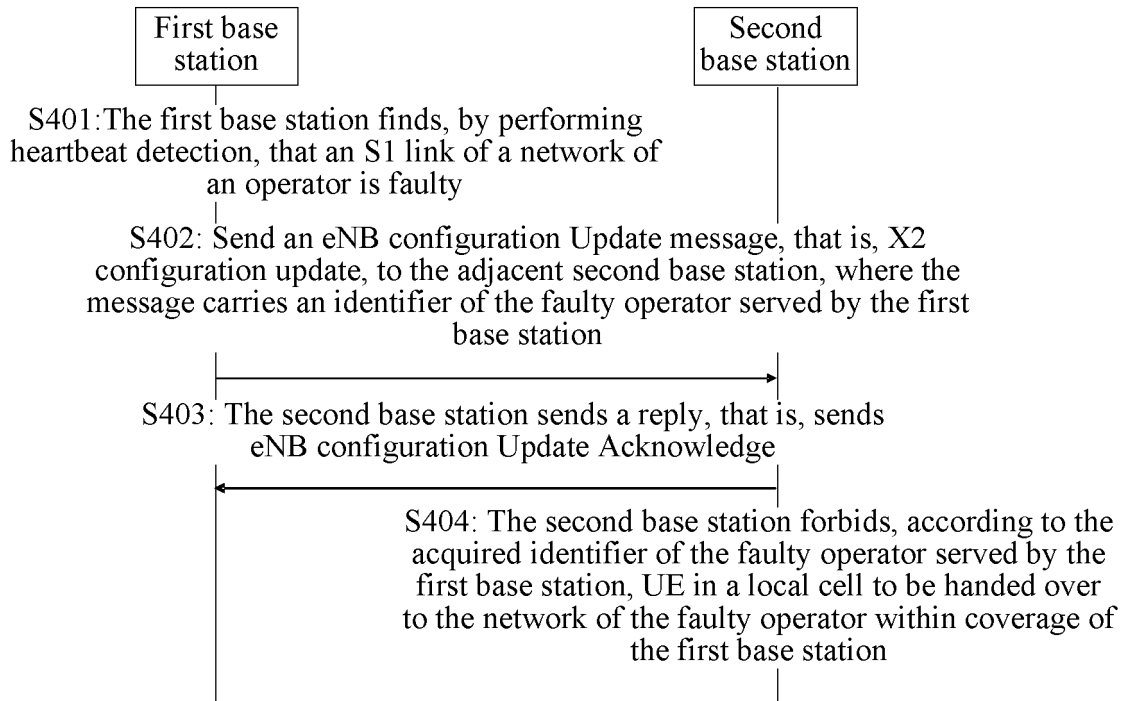 First base
station
Second
base station
S401:The first base station finds, by performing
heartbeat detection, that an S1 link of a network of
an operator is faulty
S402: Send an eNB configuration Update message, that is, X2
configuration update, to the adjacent second base station, where the
message carries an identifier of the faulty operator served by the first
base station
S403: The second base station sends a reply, that is, sends
eNB configuration Update Acknowledge
S404: The second base station forbids, according to the
acquired identifier of the faulty operator served by the
first base station, UE in a local cell to be handed over
to the network of the faulty operator within coverage of
the first base station